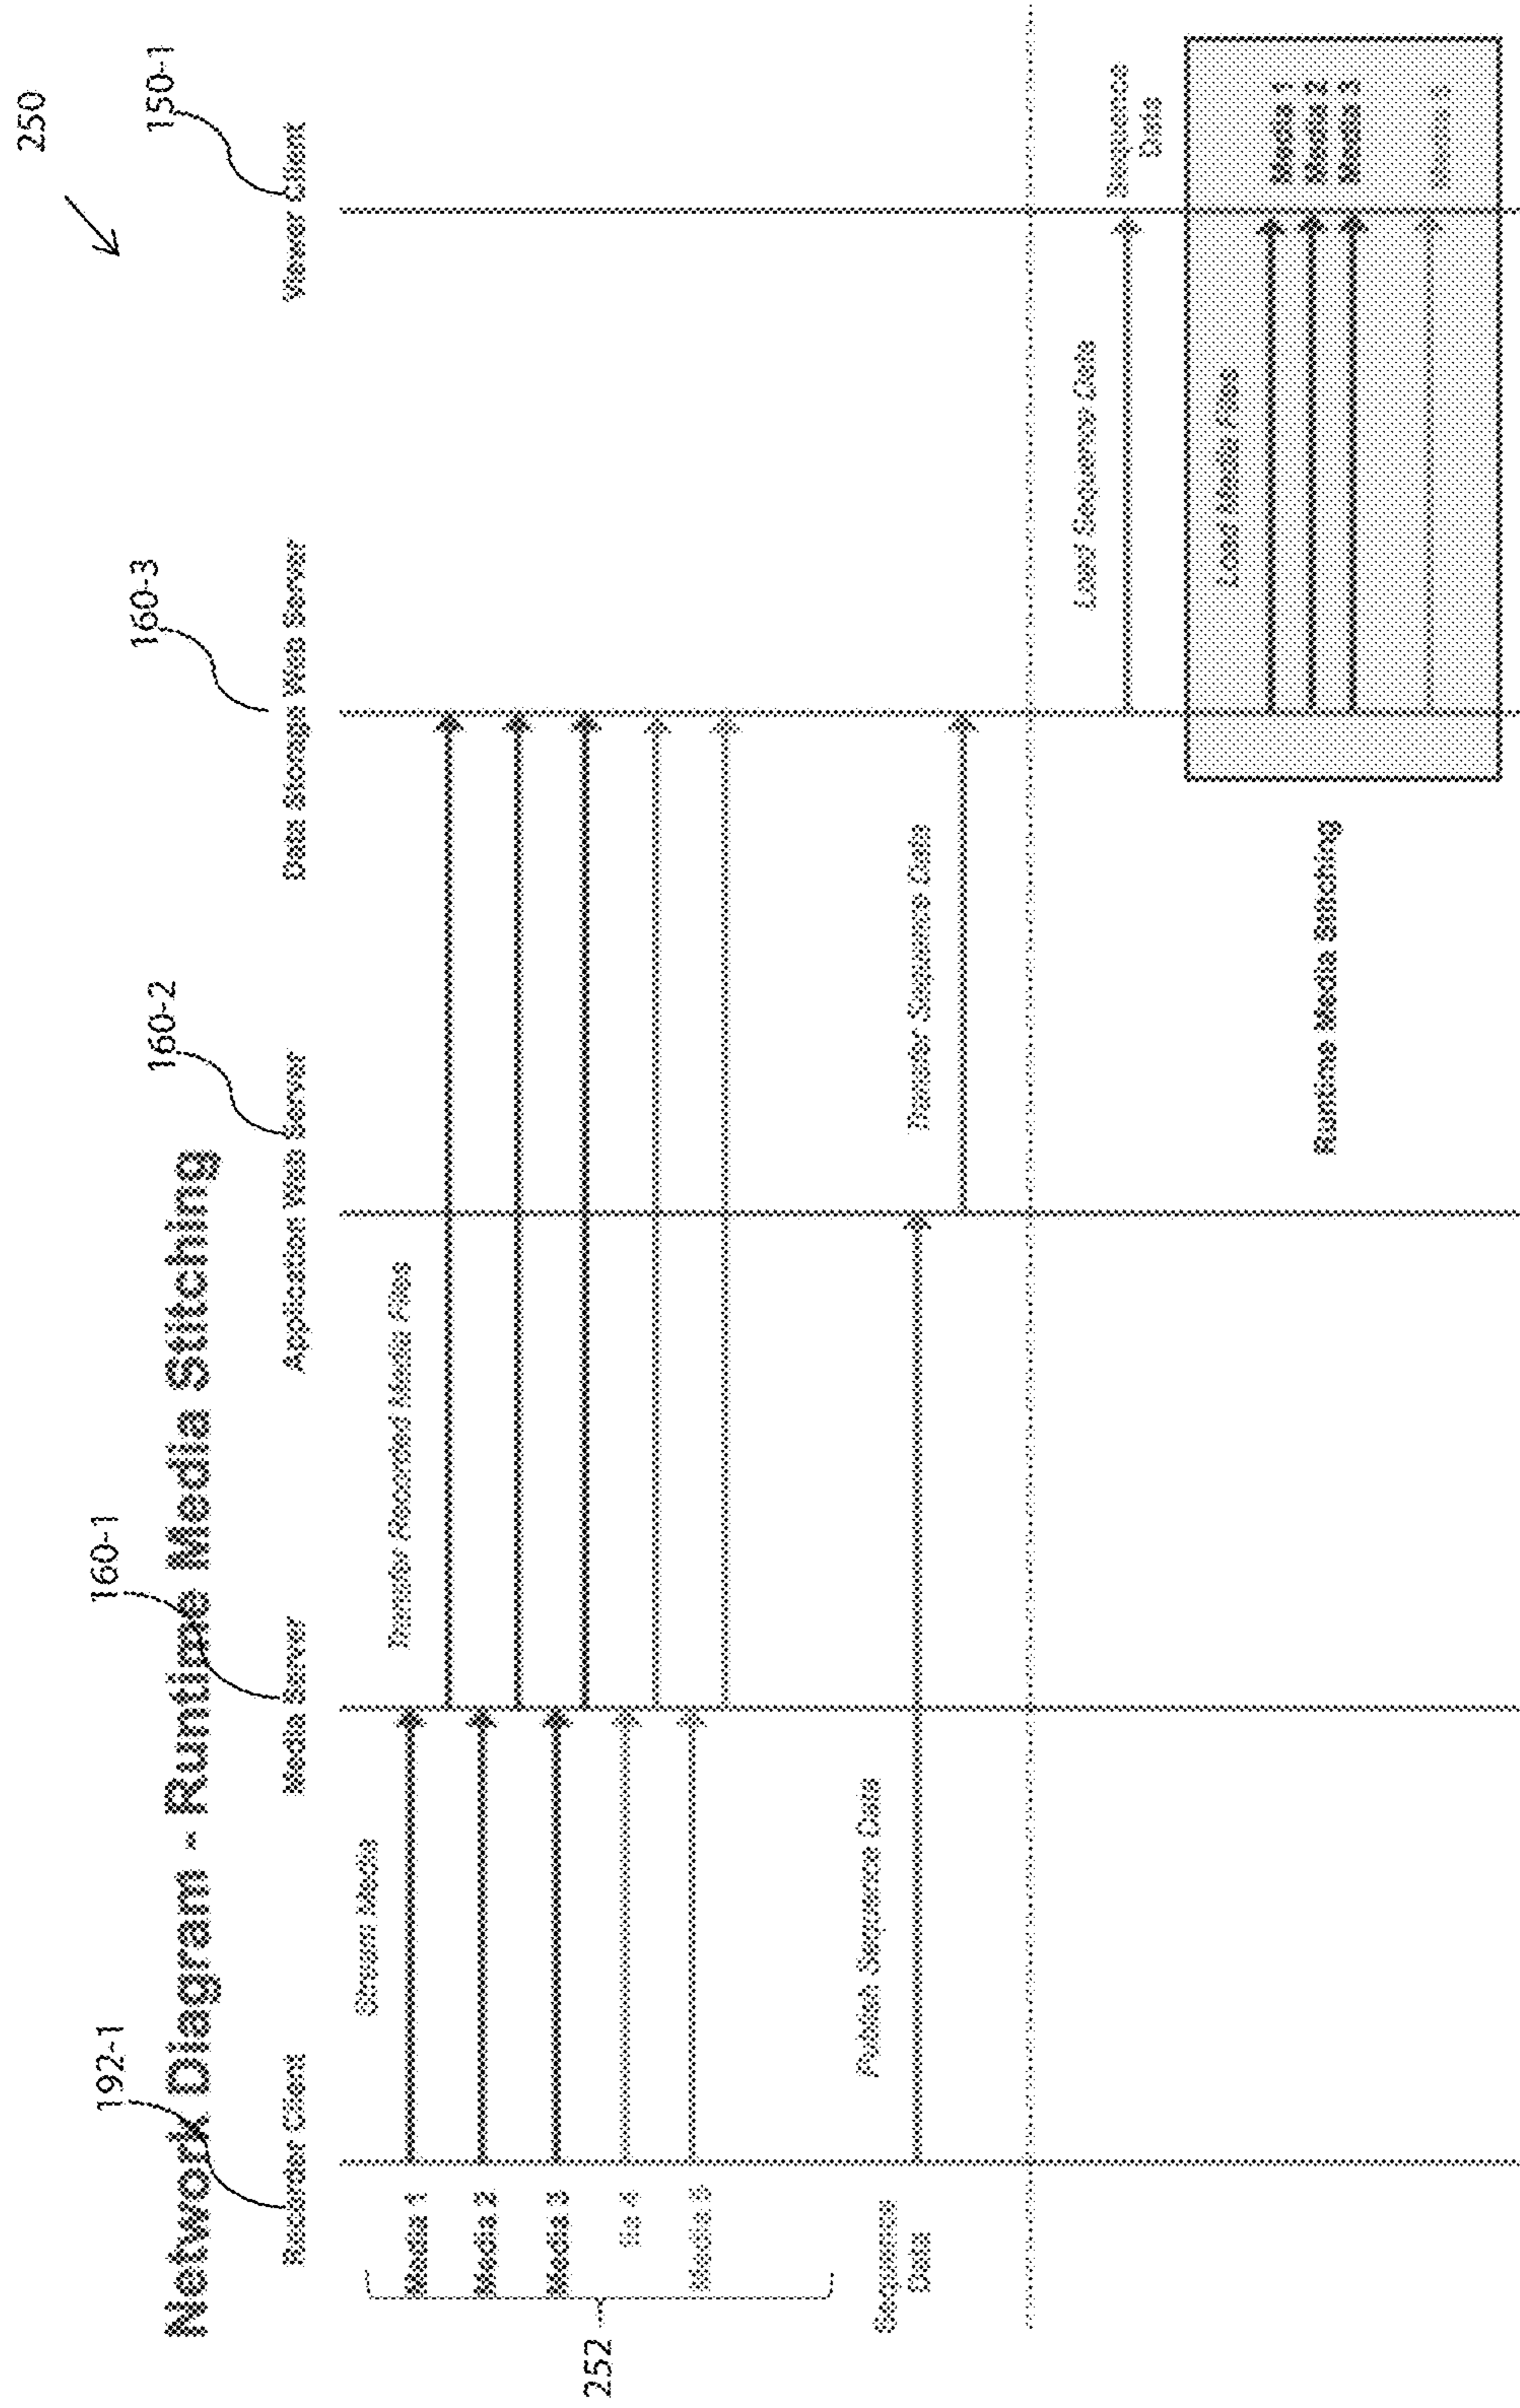 250
Network Diagram - Runtime Media Stitching
192-1
160-1
160-2
160-3
150-1
Recorder Client
Media Server
Application Web Server
Data Storage Web Server
Viewer Client
Stream Media
Transfer Recorded Media Files
252
Media 1
Media 2
Media 3
4
Media 5
Publish Sequence Data
Sequence
Data
Transfer Sequence Data
Load Sequence Data
Sequence
Data
Load Media Files
Media 1
Media 2
Media 3
Media
Runtime Media Stitching